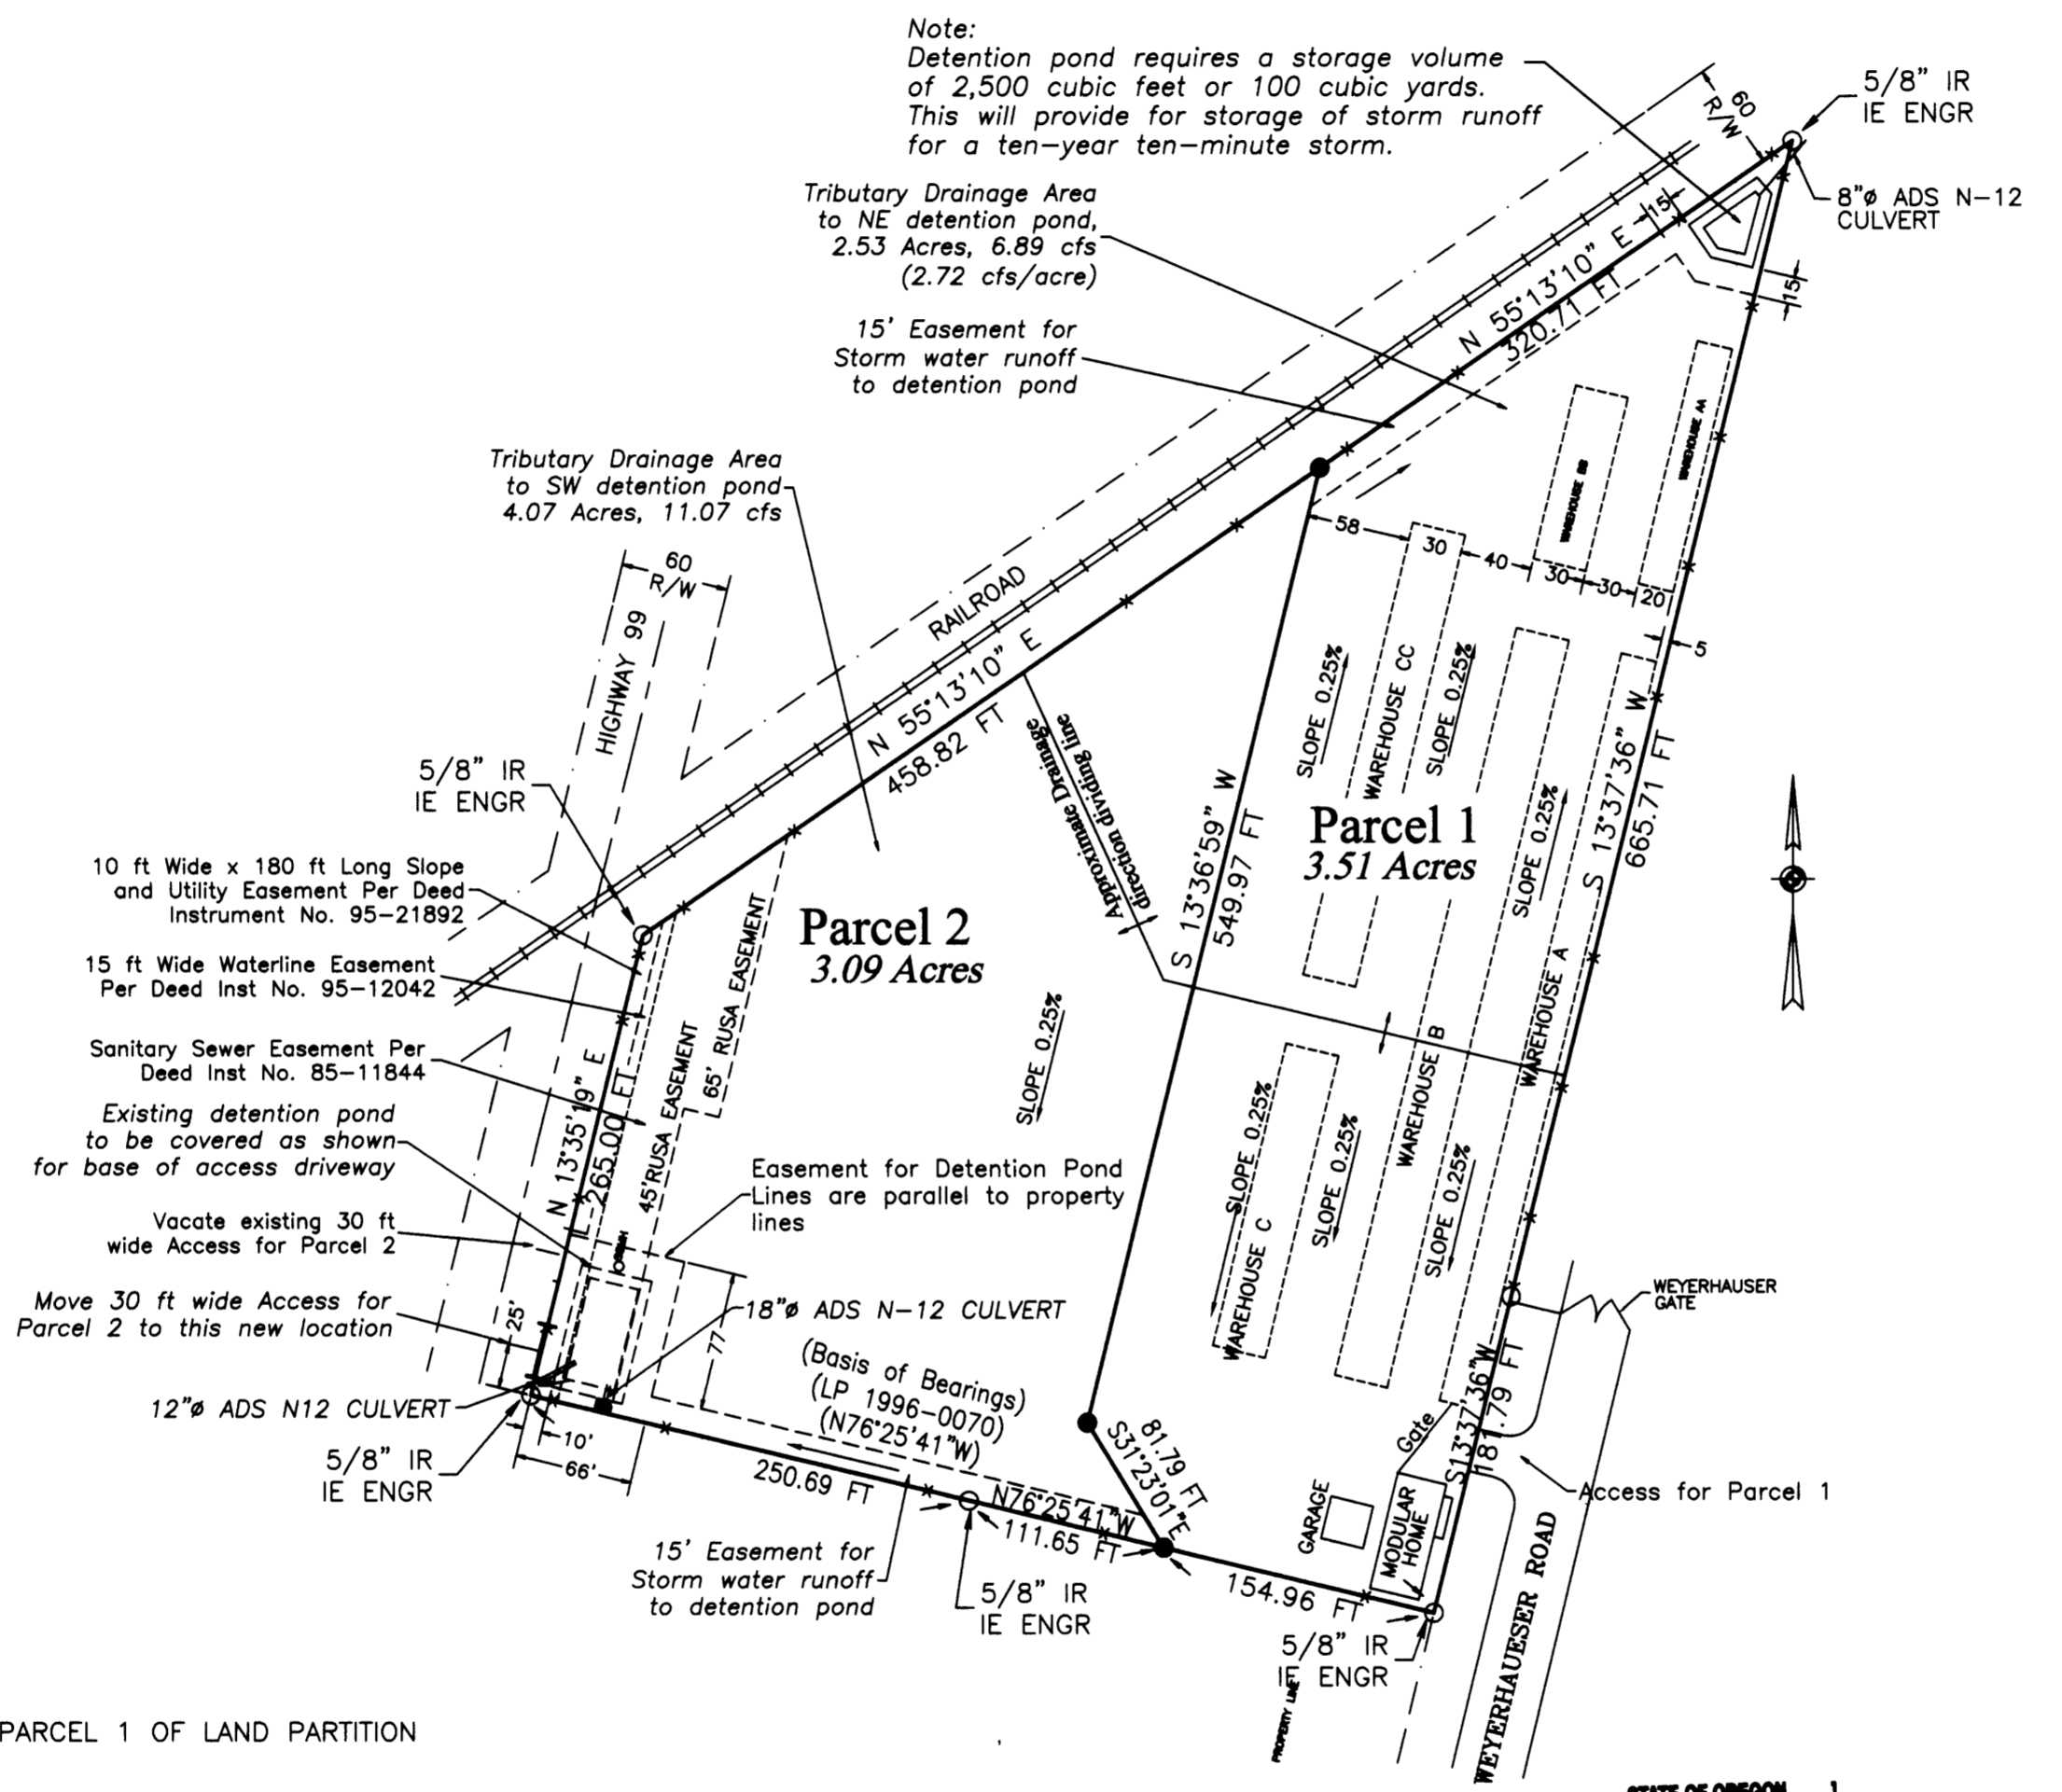 Note:
Detention pond requires a storage volume
of 2,500 cubic feet or 100 cubic yards.
This will provide for storage of storm runoff
for a ten-year ten-minute storm.
60
R/W
5/8" IR
IE ENGR
8"ø ADS N-12
CULVERT
Tributary Drainage Area
to NE detention pond,
2.53 Acres, 6.89 cfs
(2.72 cfs/acre)
15
15
N 55°13'10" E
320.71 FT
15' Easement for
Storm water runoff
to detention pond
WAREHOUSE AA
WAREHOUSE BB
Tributary Drainage Area
to SW detention pond
4.07 Acres, 11.07 cfs
58
30
40
30
30
20
5
60
R/W
HIGHWAY 99
RAILROAD
N 55°13'10" E
458.82 FT
SLOPE 0.25%
WAREHOUSE CC
SLOPE 0.25%
S 13°37'36" W
665.71 FT
5/8" IR
IE ENGR
Approximate Drainage
direction dividing line
S 13°36'59" W
549.97 FT
Parcel 1
3.51 Acres
SLOPE 0.25%
10 ft Wide x 180 ft Long Slope
and Utility Easement Per Deed
Instrument No. 95-21892
Parcel 2
3.09 Acres
65' RUSA EASEMENT
15 ft Wide Waterline Easement
Per Deed Inst No. 95-12042
SLOPE 0.25%
WAREHOUSE A
WAREHOUSE B
Sanitary Sewer Easement Per
Deed Inst No. 85-11844
N 13°35'19" E
265.00 FT
45'RUSA EASEMENT
Existing detention pond
to be covered as shown
for base of access driveway
Easement for Detention Pond
Lines are parallel to property
lines
SLOPE 0.25%
SLOPE 0.25%
SLOPE 0.25%
WAREHOUSE C
Vacate existing 30 ft
wide Access for Parcel 2
Move 30 ft wide Access for
Parcel 2 to this new location
25'
77
18"ø ADS N-12 CULVERT
WEYERHAUSER
GATE
(Basis of Bearings)
(LP 1996-0070)
(N76°25'41"W)
12"ø ADS N12 CULVERT
5/8" IR
IE ENGR
10'
66'
250.69 FT
81.79 FT
S31°23'01"E
Gate
S13°37'36"W
181.79 FT
Access for Parcel 1
N76°25'41"W
111.65 FT
GARAGE
MODULAR
HOME
15' Easement for
Storm water runoff
to detention pond
5/8" IR
IE ENGR
154.96 FT
5/8" IR
IE ENGR
PROPERTY LINE
WEYERHAUESER ROAD
PARCEL 1 OF LAND PARTITION
STATE OF OREGON